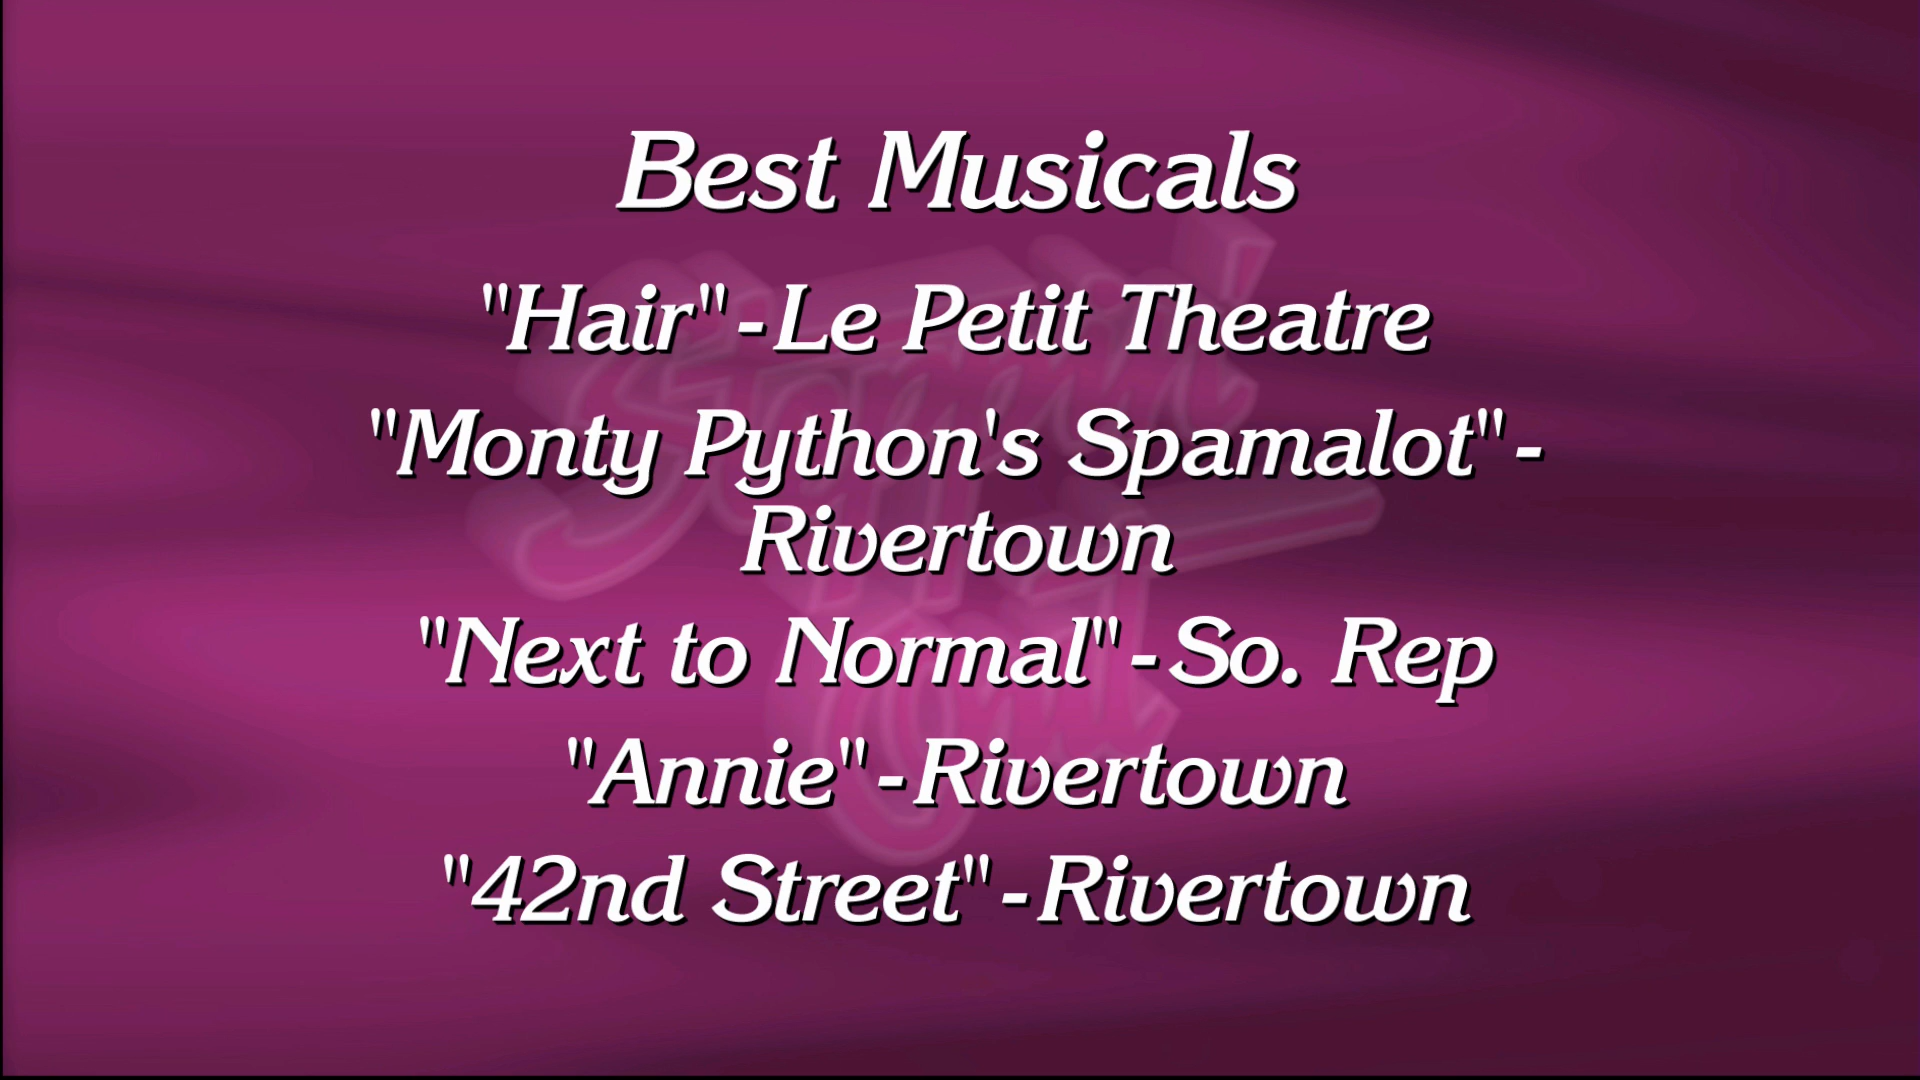 Best Musicals
"Hair"-Le Petit Theatre
"Monty Python's Spamalot"-
Rivertown
"Next to Normal"-So. Rep
"Annie"-Rivertown
"42nd Street"-Rivertown